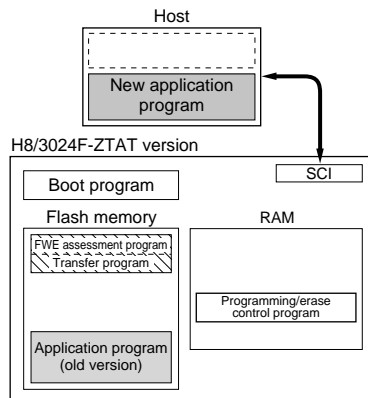 Host
New application
program
H8/3024F-ZTAT version
SCI
Boot program
Flash memory
RAM
FWE assessment program
Transfer program
Programming/erase
control program
Application program
(old version)